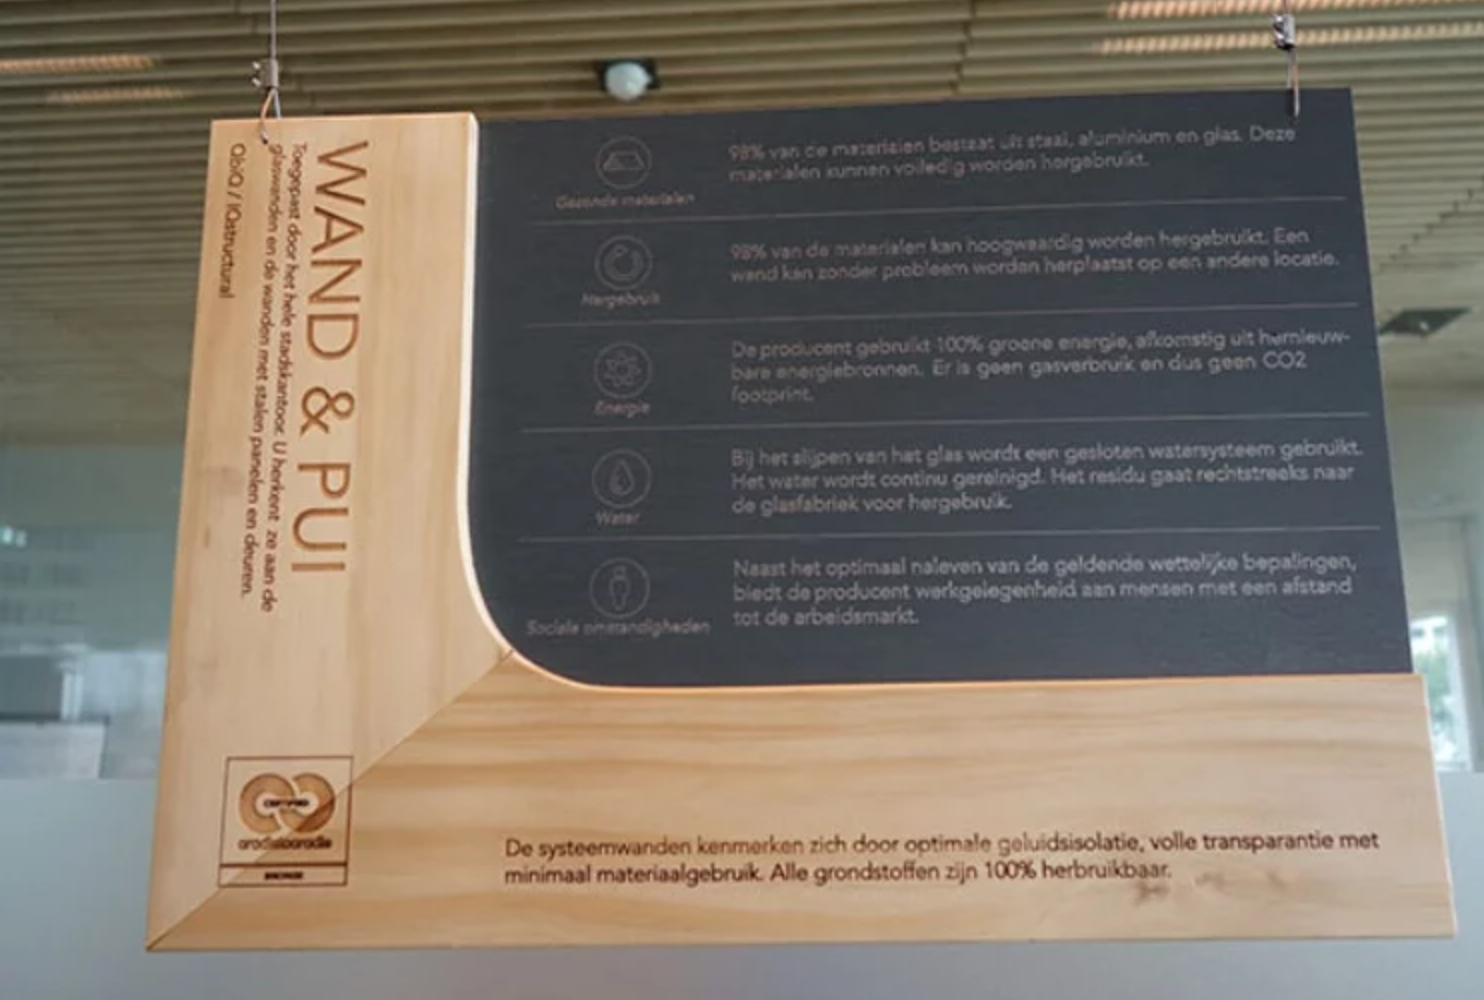 WAND & PUI
Toegepast door het hele stadskantoor. U herkent ze aan de
glaswanden en de wanden met stalen panelen en deuren.
QbiQ / IQstructural
Gezonde materialen
98% van de materialen bestaat uit staal, aluminium en glas. Deze
materialen kunnen volledig worden hergebruikt.
Hergebruik
98% van de materialen kan hoogwaardig worden hergebruikt. Een
wand kan zonder probleem worden herplaatst op een andere locatie.
Energie
De producent gebruikt 100% groene energie, afkomstig uit hernieuw-
bare energiebronnen. Er is geen gasverbruik en dus geen CO2
footprint.
Water
Bij het slijpen van het glas wordt een gesloten watersysteem gebruikt.
Het water wordt continu gereinigd. Het residu gaat rechtstreeks naar
de glasfabriek voor hergebruik.
Sociale omstandigheden
Naast het optimaal naleven van de geldende wettelijke bepalingen,
biedt de producent werkgelegenheid aan mensen met een afstand
tot de arbeidsmarkt.
CERTIFIED
cradletocradle
BRONZE
De systeemwanden kenmerken zich door optimale geluidsisolatie, volle transparantie met
minimaal materiaalgebruik. Alle grondstoffen zijn 100% herbruikbaar.